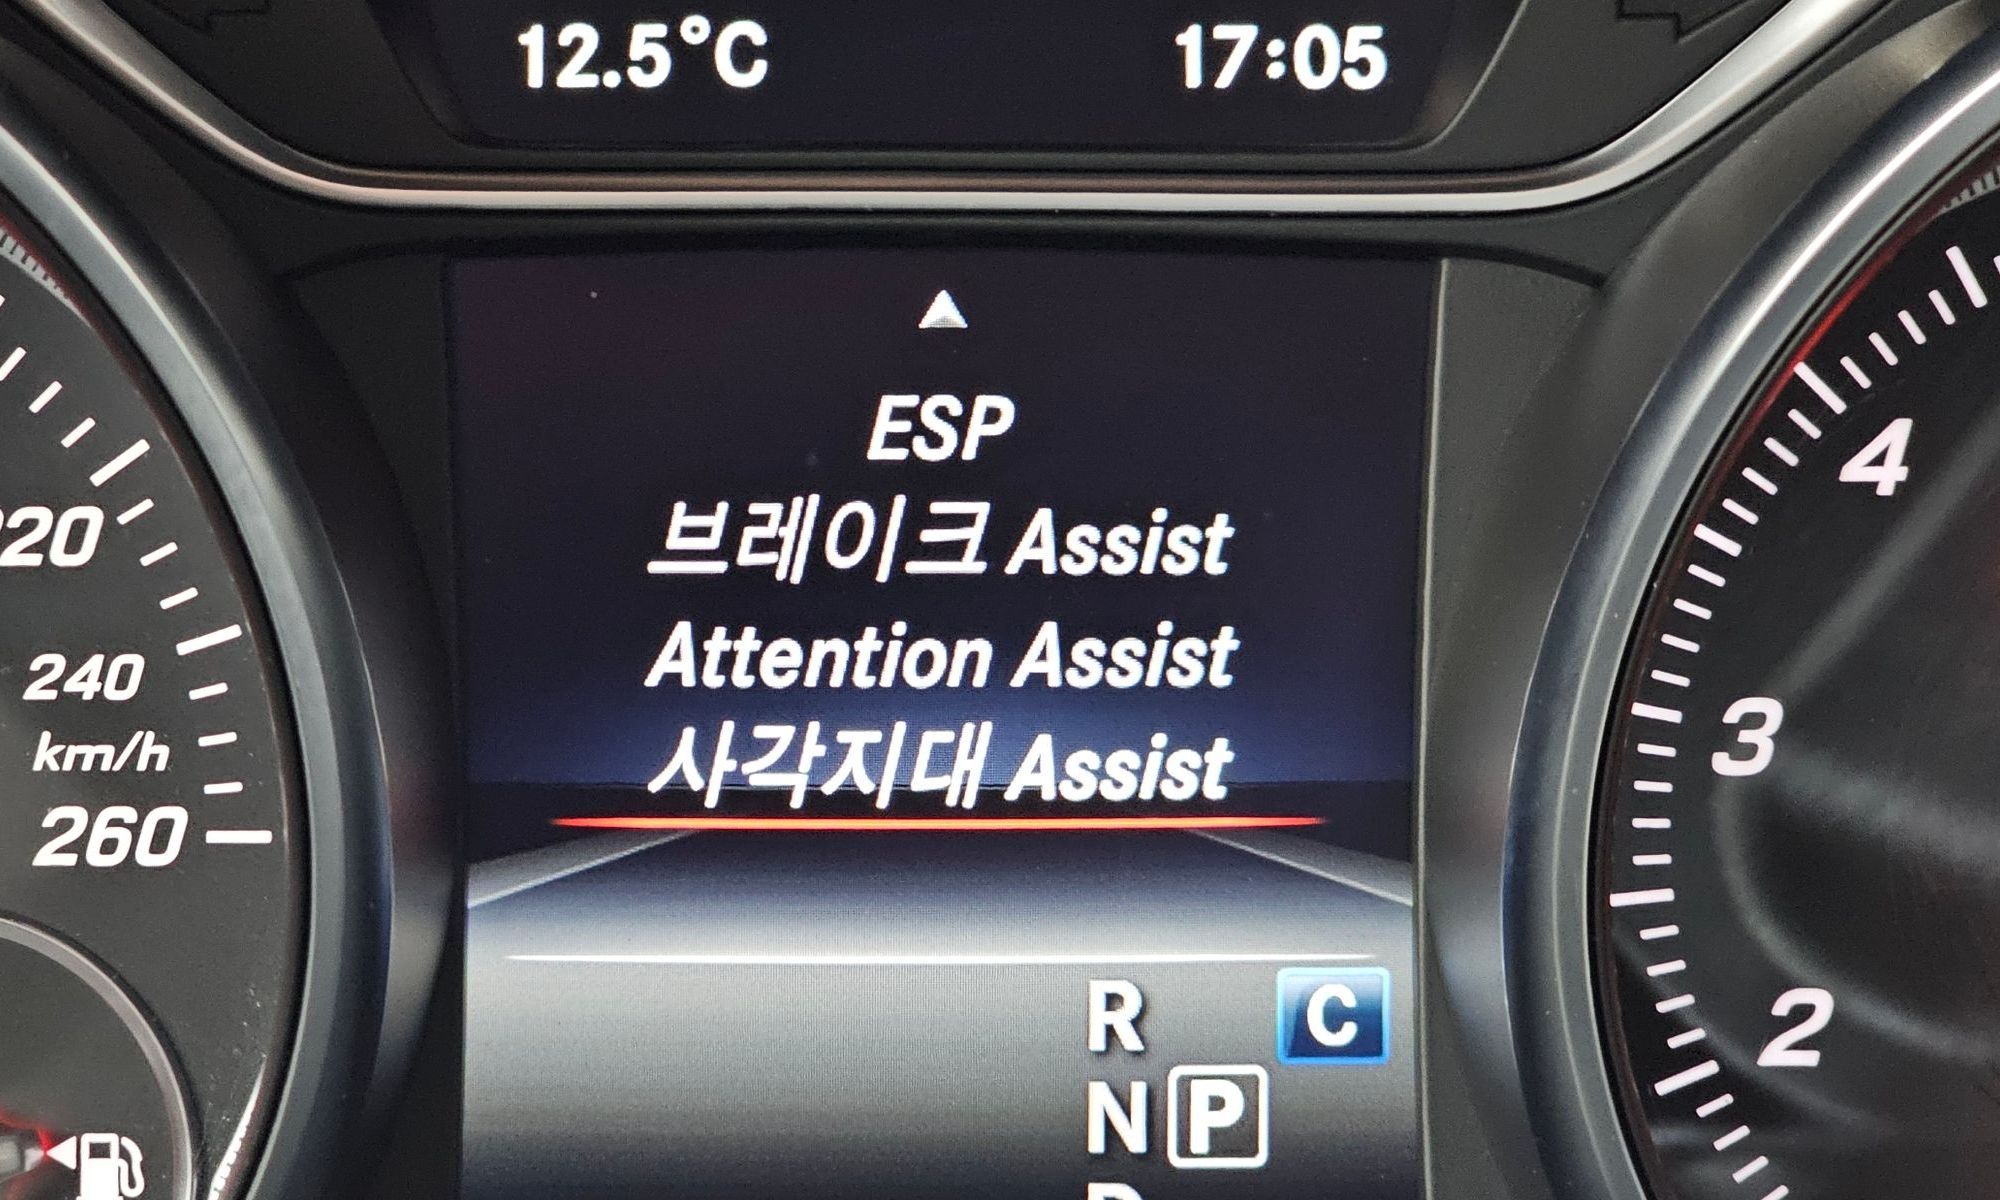 12.5°C 17:05
ESP
브레이크 Assist
Attention Assist
사각지대 Assist
20
240
km/h
260
4
3
2
R C
N P